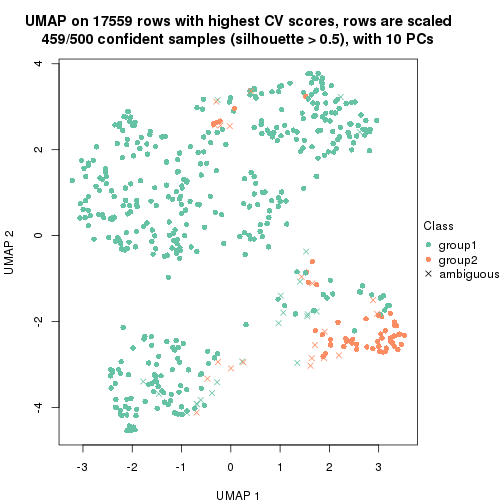 UMAP on 17559 rows with highest CV scores, rows are scaled
459/500 confident samples (silhouette > 0.5), with 10 PCs
4
2
0
-2
-4
UMAP 2
-3
-2
-1
0
1
2
3
UMAP 1
Class
group1
group2
ambiguous